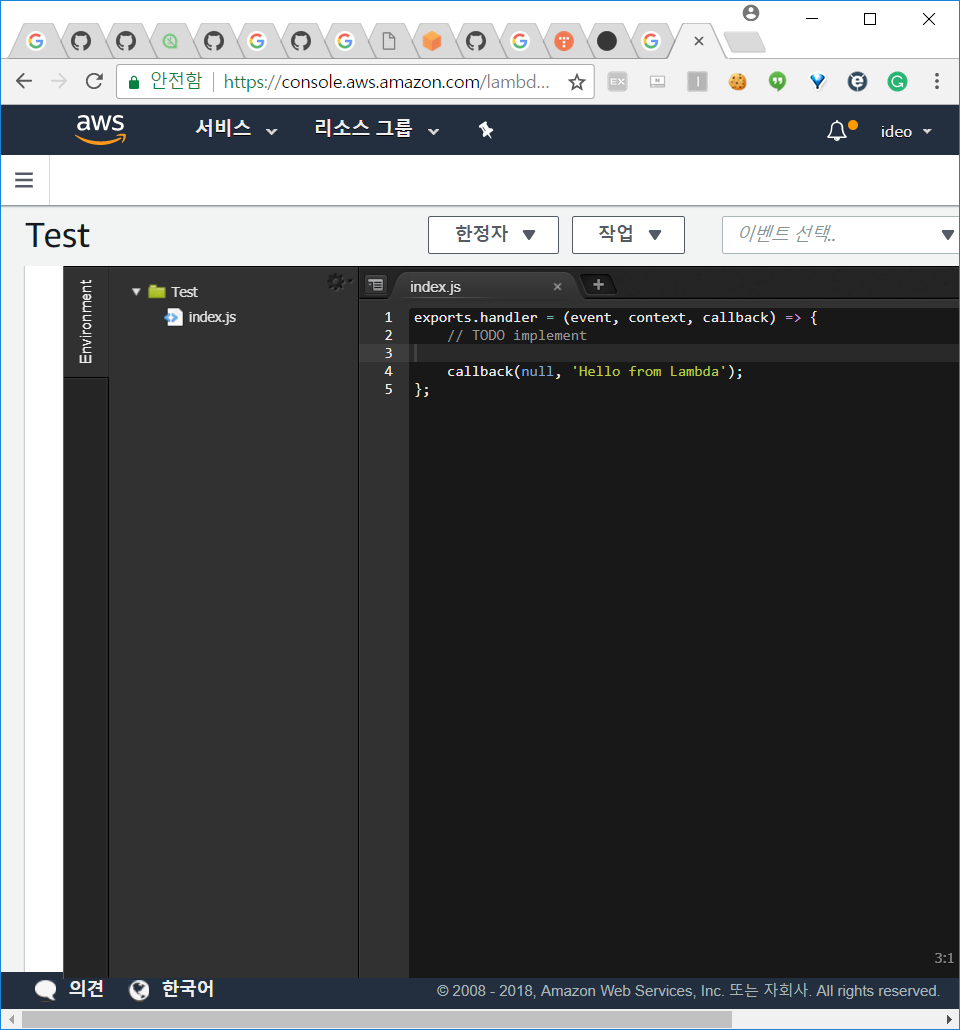 안전함 https://console.aws.amazon.com/lambd...
EX
aws 서비스 리소스 그룹 ideo
Test 한정자 작업 이벤트 선택..
Environment
Test
index.js
index.js
1 exports.handler = (event, context, callback) => {
2 // TODO implement
3
4 callback(null, 'Hello from Lambda');
5 };
3:1
의견 한국어 © 2008 - 2018, Amazon Web Services, Inc. 또는 자회사. All rights reserved.